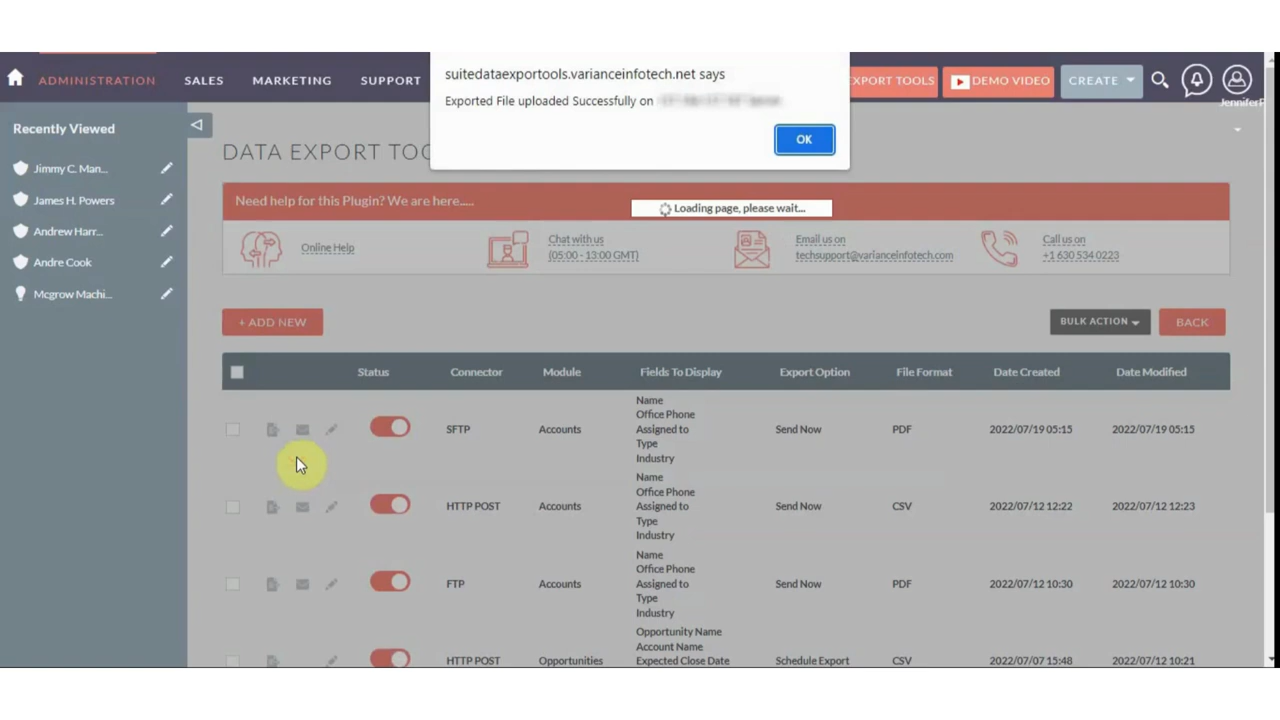 suitedataexportools.varianceinfotech.net says
Exported File uploaded Successfully on
OK
ADMINISTRATION SALES MARKETING SUPPORT EXPORT TOOLS DEMO VIDEO CREATE
JenniferP
Recently Viewed
Jimmy C. Man...
James H. Powers
Andrew Harr...
Andre Cook
Mcgrow Machi...
DATA EXPORT TOO
Need help for this Plugin? We are here.....
Loading page, please wait...
Online Help
Chat with us
(05:00 - 13:00 GMT)
Email us on
techsupport@varianceinfotech.com
Call us on
+1 630 534 0223
+ ADD NEW
BULK ACTION
BACK
Status Connector Module Fields To Display Export Option File Format Date Created Date Modified
Name
Office Phone
SFTP Accounts Assigned to Send Now PDF 2022/07/19 05:15 2022/07/19 05:15
Type
Industry
Name
Office Phone
HTTP POST Accounts Assigned to Send Now CSV 2022/07/12 12:22 2022/07/12 12:23
Type
Industry
Name
Office Phone
FTP Accounts Assigned to Send Now PDF 2022/07/12 10:30 2022/07/12 10:30
Type
Industry
Opportunity Name
Account Name
HTTP POST Opportunities Expected Close Date Schedule Export CSV 2022/07/07 15:48 2022/07/12 10:21